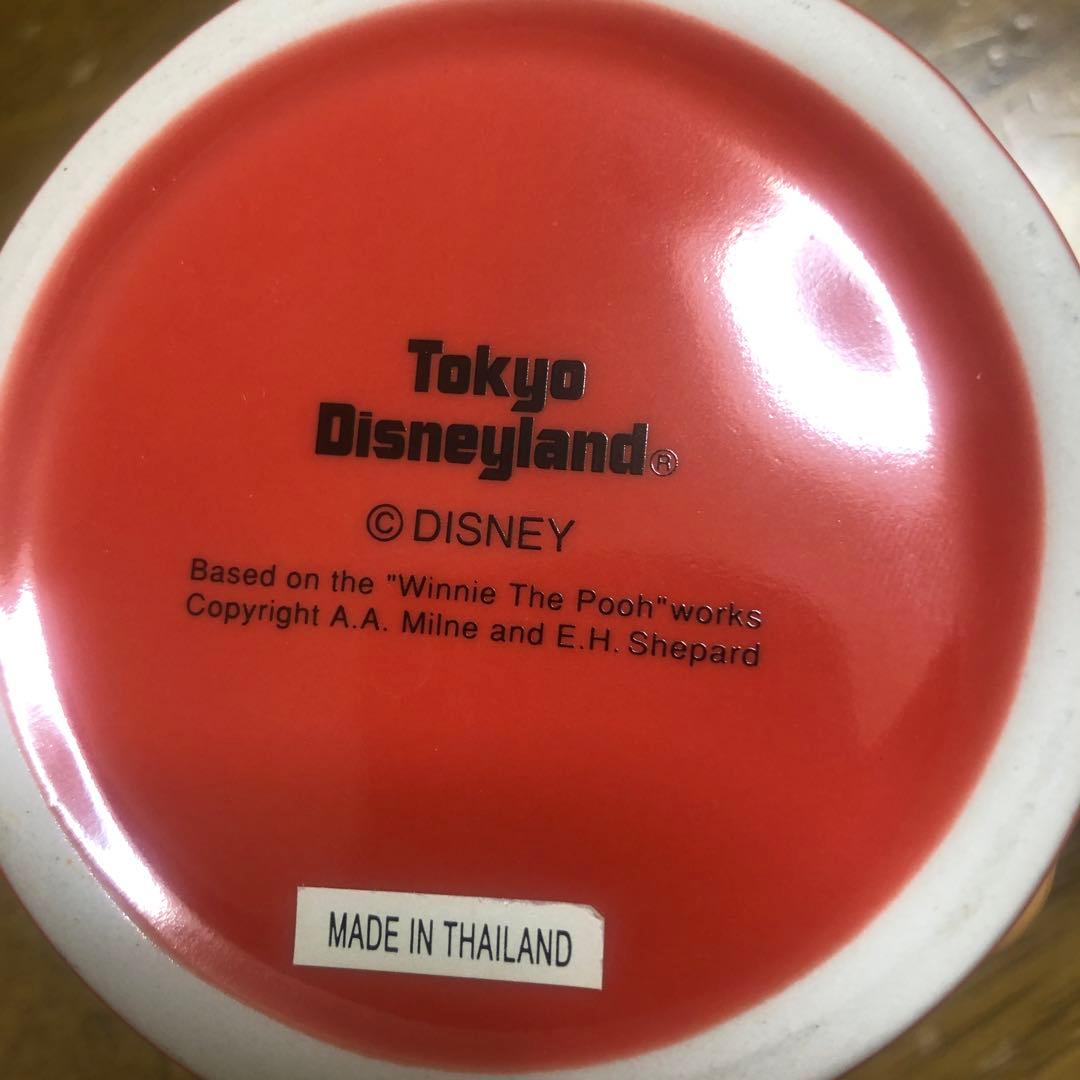 Tokyo
Disneyland®
© DISNEY
Based on the "Winnie The Pooh"works
Copyright A.A. Milne and E.H. Shepard
MADE IN THAILAND